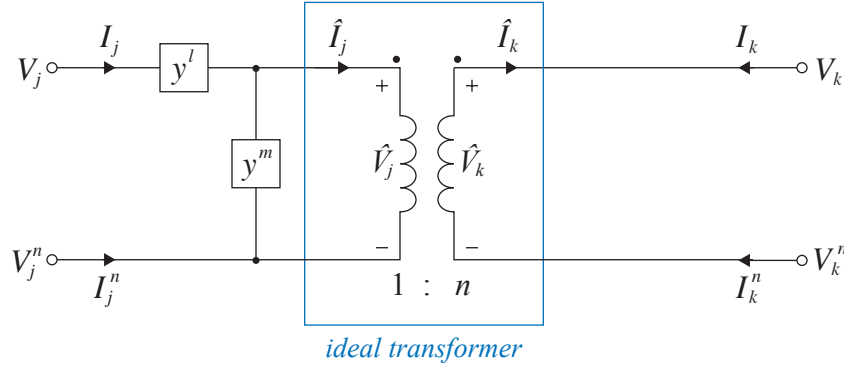 I_j Î_j Î_k I_k
V_j y^l V_k
+ +
y^m V̂_j V̂_k
− −
V_j^n V_k^n
I_j^n 1 : n I_k^n
ideal transformer